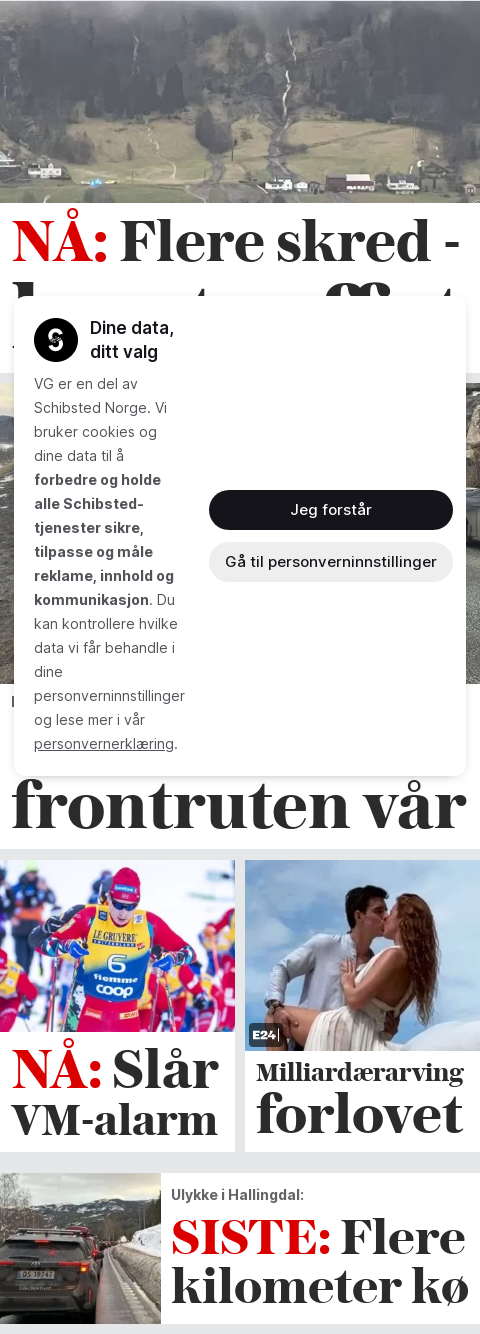 NÅ: Flere skred -
Dine data,
ditt valg
VG er en del av
Schibsted Norge. Vi
bruker cookies og
dine data til å
forbedre og holde
alle Schibsted-
tjenester sikre,
tilpasse og måle
reklame, innhold og
kommunikasjon. Du
kan kontrollere hvilke
data vi får behandle i
dine
personverninnstillinger
og lese mer i vår
personvernerklæring.
Jeg forstår
Gå til personverninnstillinger
frontruten vår
LE GRUYÈRE
SWITZERLAND
6
fiemme
coop
E24
NÅ: Slår
VM-alarm
Milliardærarving
forlovet
Ulykke i Hallingdal:
SISTE: Flere
kilometer kø